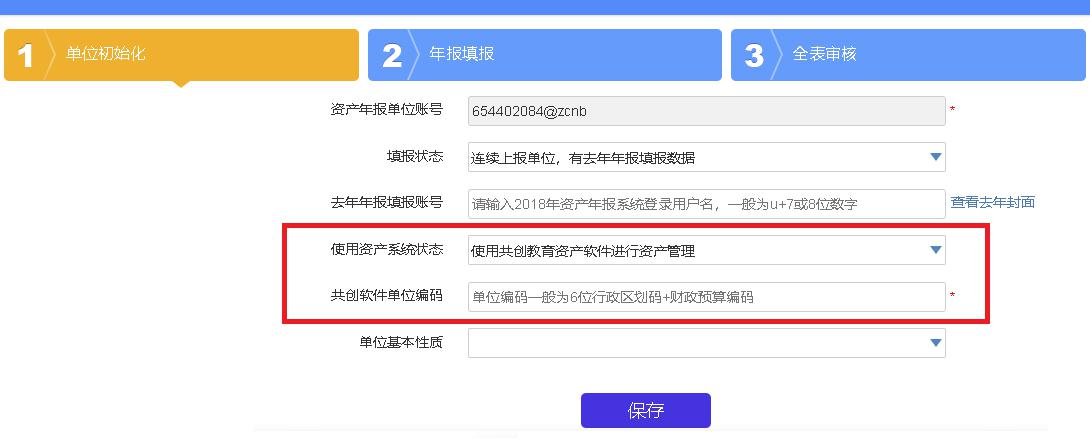 1 单位初始化
2 年报填报
3 全表审核
资产年报单位账号 654402084@zcnb *
填报状态 连续上报单位，有去年年报填报数据
去年年报填报账号 请输入2018年资产年报系统登录用户名，一般为u+7或8位数字 查看去年封面
使用资产系统状态 使用共创教育资产软件进行资产管理
共创软件单位编码 单位编码一般为6位行政区划码+财政预算编码 *
单位基本性质
保存